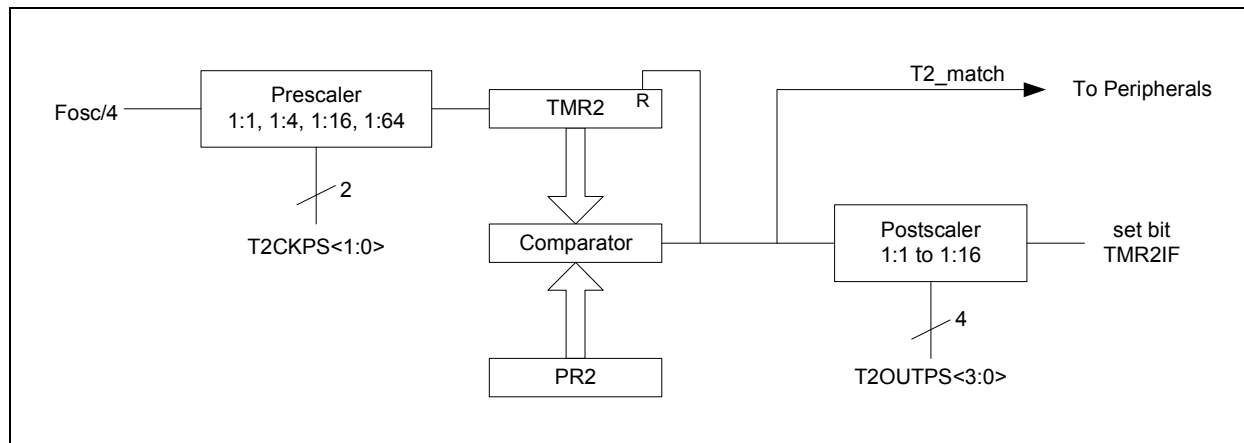 Fosc/4
Prescaler
1:1, 1:4, 1:16, 1:64
2
T2CKPS<1:0>
TMR2
R
Comparator
PR2
T2_match
To Peripherals
Postscaler
1:1 to 1:16
4
T2OUTPS<3:0>
set bit
TMR2IF